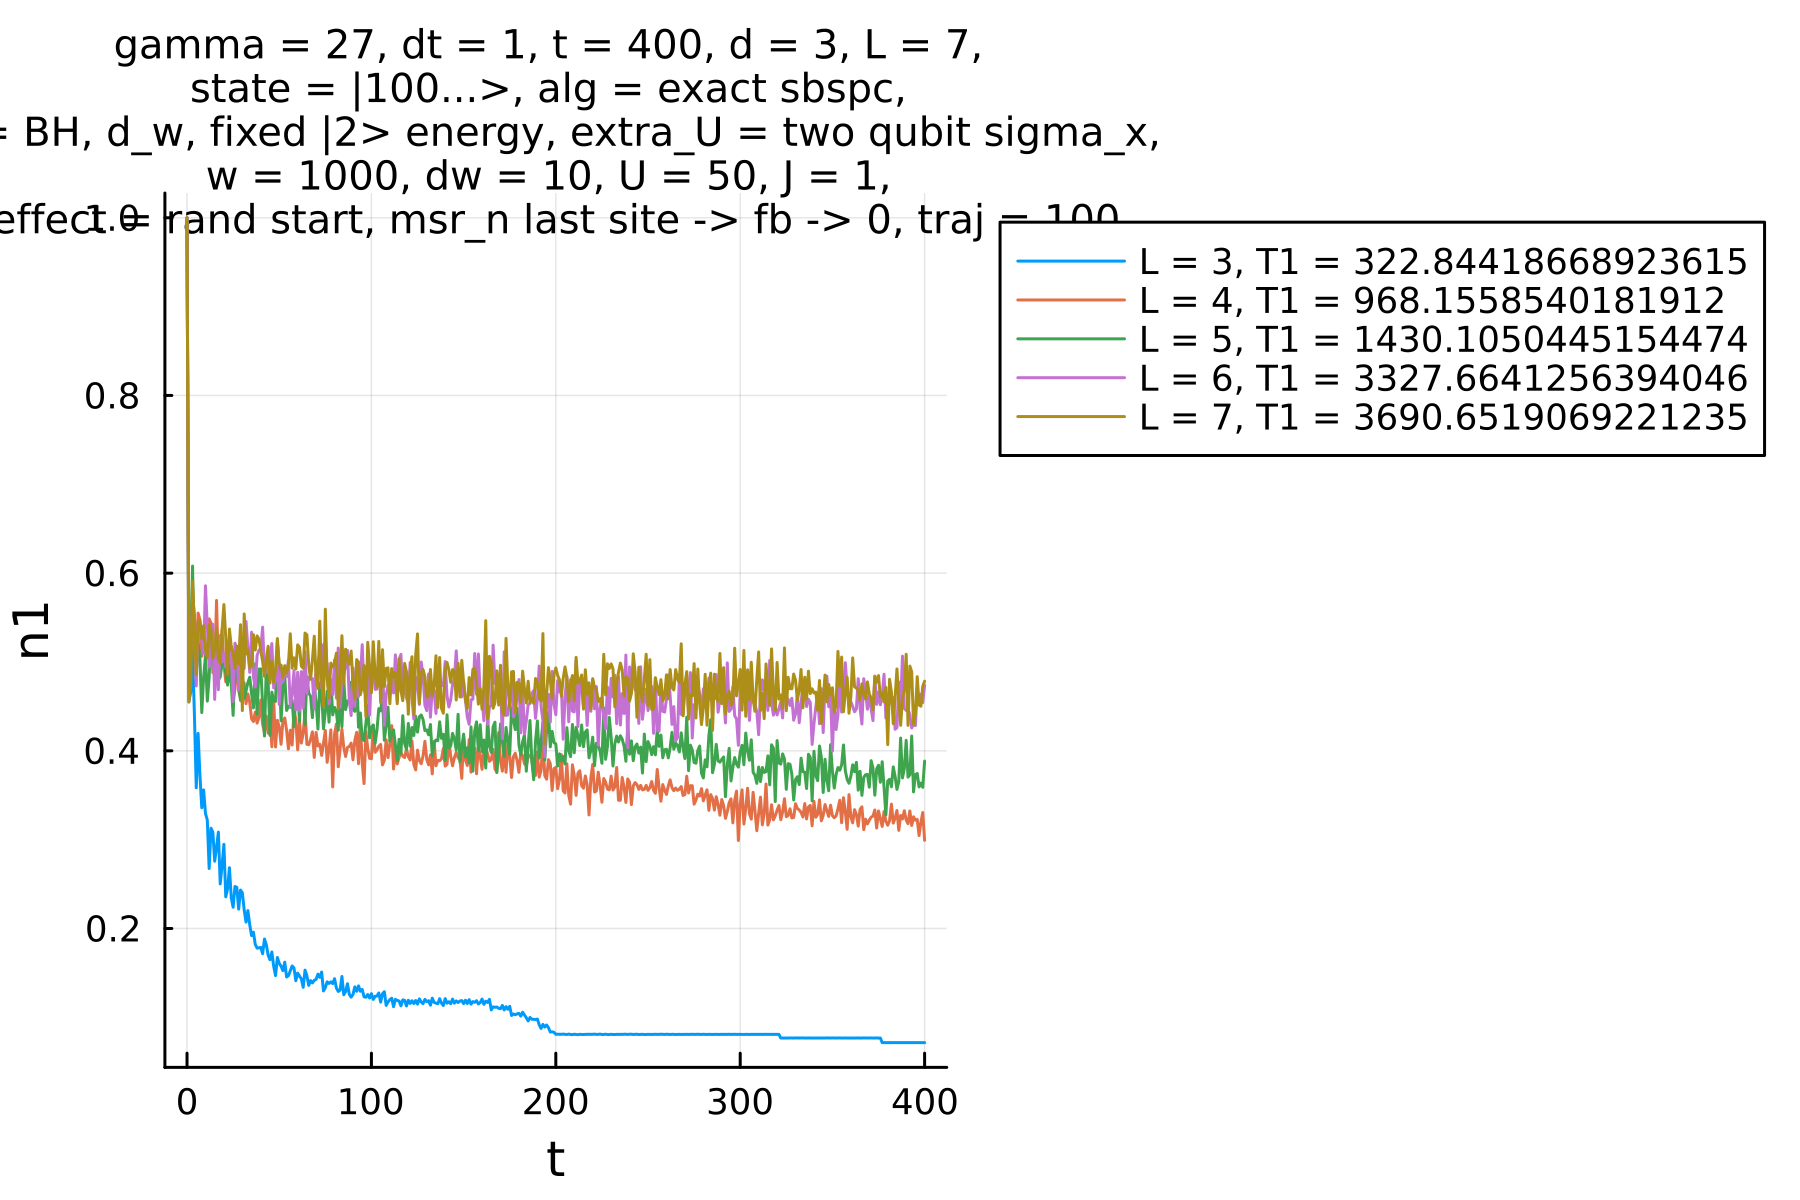 gamma = 27, dt = 1, t = 400, d = 3, L = 7,
state = |100...>, alg = exact sbspc,
= BH, d_w, fixed |2> energy, extra_U = two qubit sigma_x,
w = 1000, dw = 10, U = 50, J = 1,
effect = rand start, msr_n last site -> fb -> 0, traj = 100
L = 3, T1 = 322.84418668923615
L = 4, T1 = 968.1558540181912
L = 5, T1 = 1430.1050445154474
L = 6, T1 = 3327.6641256394046
L = 7, T1 = 3690.6519069221235
n1
1.0
0.8
0.6
0.4
0.2
0 100 200 300 400
t